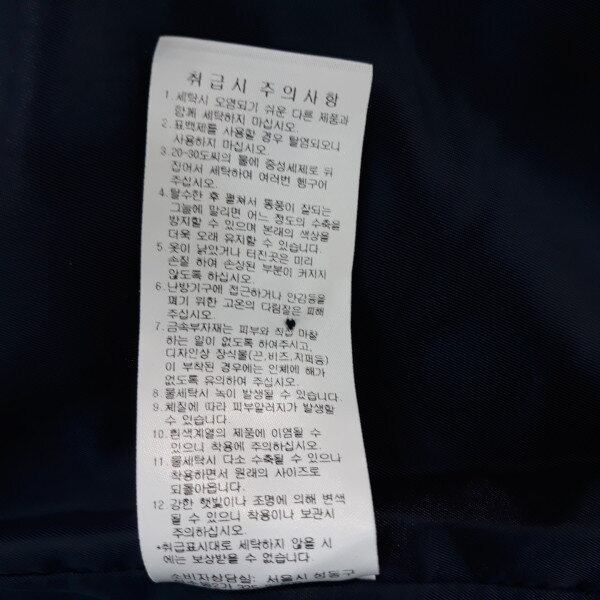 취급시 주의사항
1. 세탁시 오염되기 쉬운 다른 제품과
함께 세탁하지 마십시오.
2. 표백제를 사용할 경우 탈염되오니
사용하지 마십시오.
3. 20-30도씨의 물에 중성세제로 뒤
집어서 세탁하여 여러번 헹구어
주십시오.
4. 탈수한 후 펼쳐서 통풍이 잘되는
그늘에 말리면 어느 정도의 수축을
방지할 수 있으며 본래의 색상을
더욱 오래 유지할 수 있습니다.
5. 옷이 낡았거나 터진곳은 미리
손질 하여 손상된 부분이 커지지
않도록 하십시오.
6. 난방기구에 접근하거나 안감등을
펴기 위한 고온의 다림질은 피해
주십시오.
7. 금속부자재는 피부와 직접 마찰
하는 일이 없도록 하여주시고,
디자인상 장식물(끈,비즈,지퍼등)
이 부착된 경우에는 인체에 해가
없도록 유의하여 주십시오.
8. 물세탁시 녹이 발생될 수 있습니다.
9. 체질에 따라 피부알러지가 발생할
수 있습니다.
10. 흰색계열의 제품에 이염될 수
있으니 착용에 주의하십시오.
11. 물세탁시 다소 수축될 수 있으나
착용하면서 원래의 사이즈로
되돌아옵니다.
12. 강한 햇빛이나 조명에 의해 변색
될 수 있으니 착용이나 보관시
주의하십시오.
*취급표시대로 세탁하지 않을 시
에는 보상받을 수 없습니다.
소비자상담실: 서울시 성동구